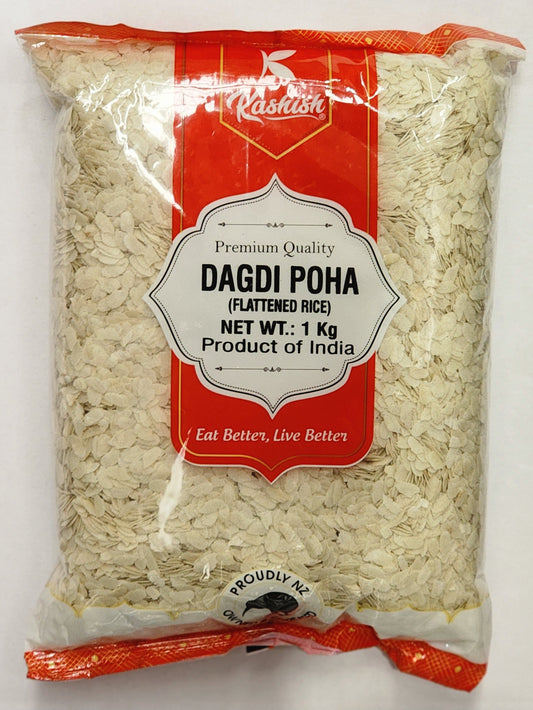 Kashish®
Premium Quality
DAGDI POHA
(FLATTENED RICE)
NET WT.: 1 Kg
Product of India
Eat Better, Live Better
PROUDLY NZ